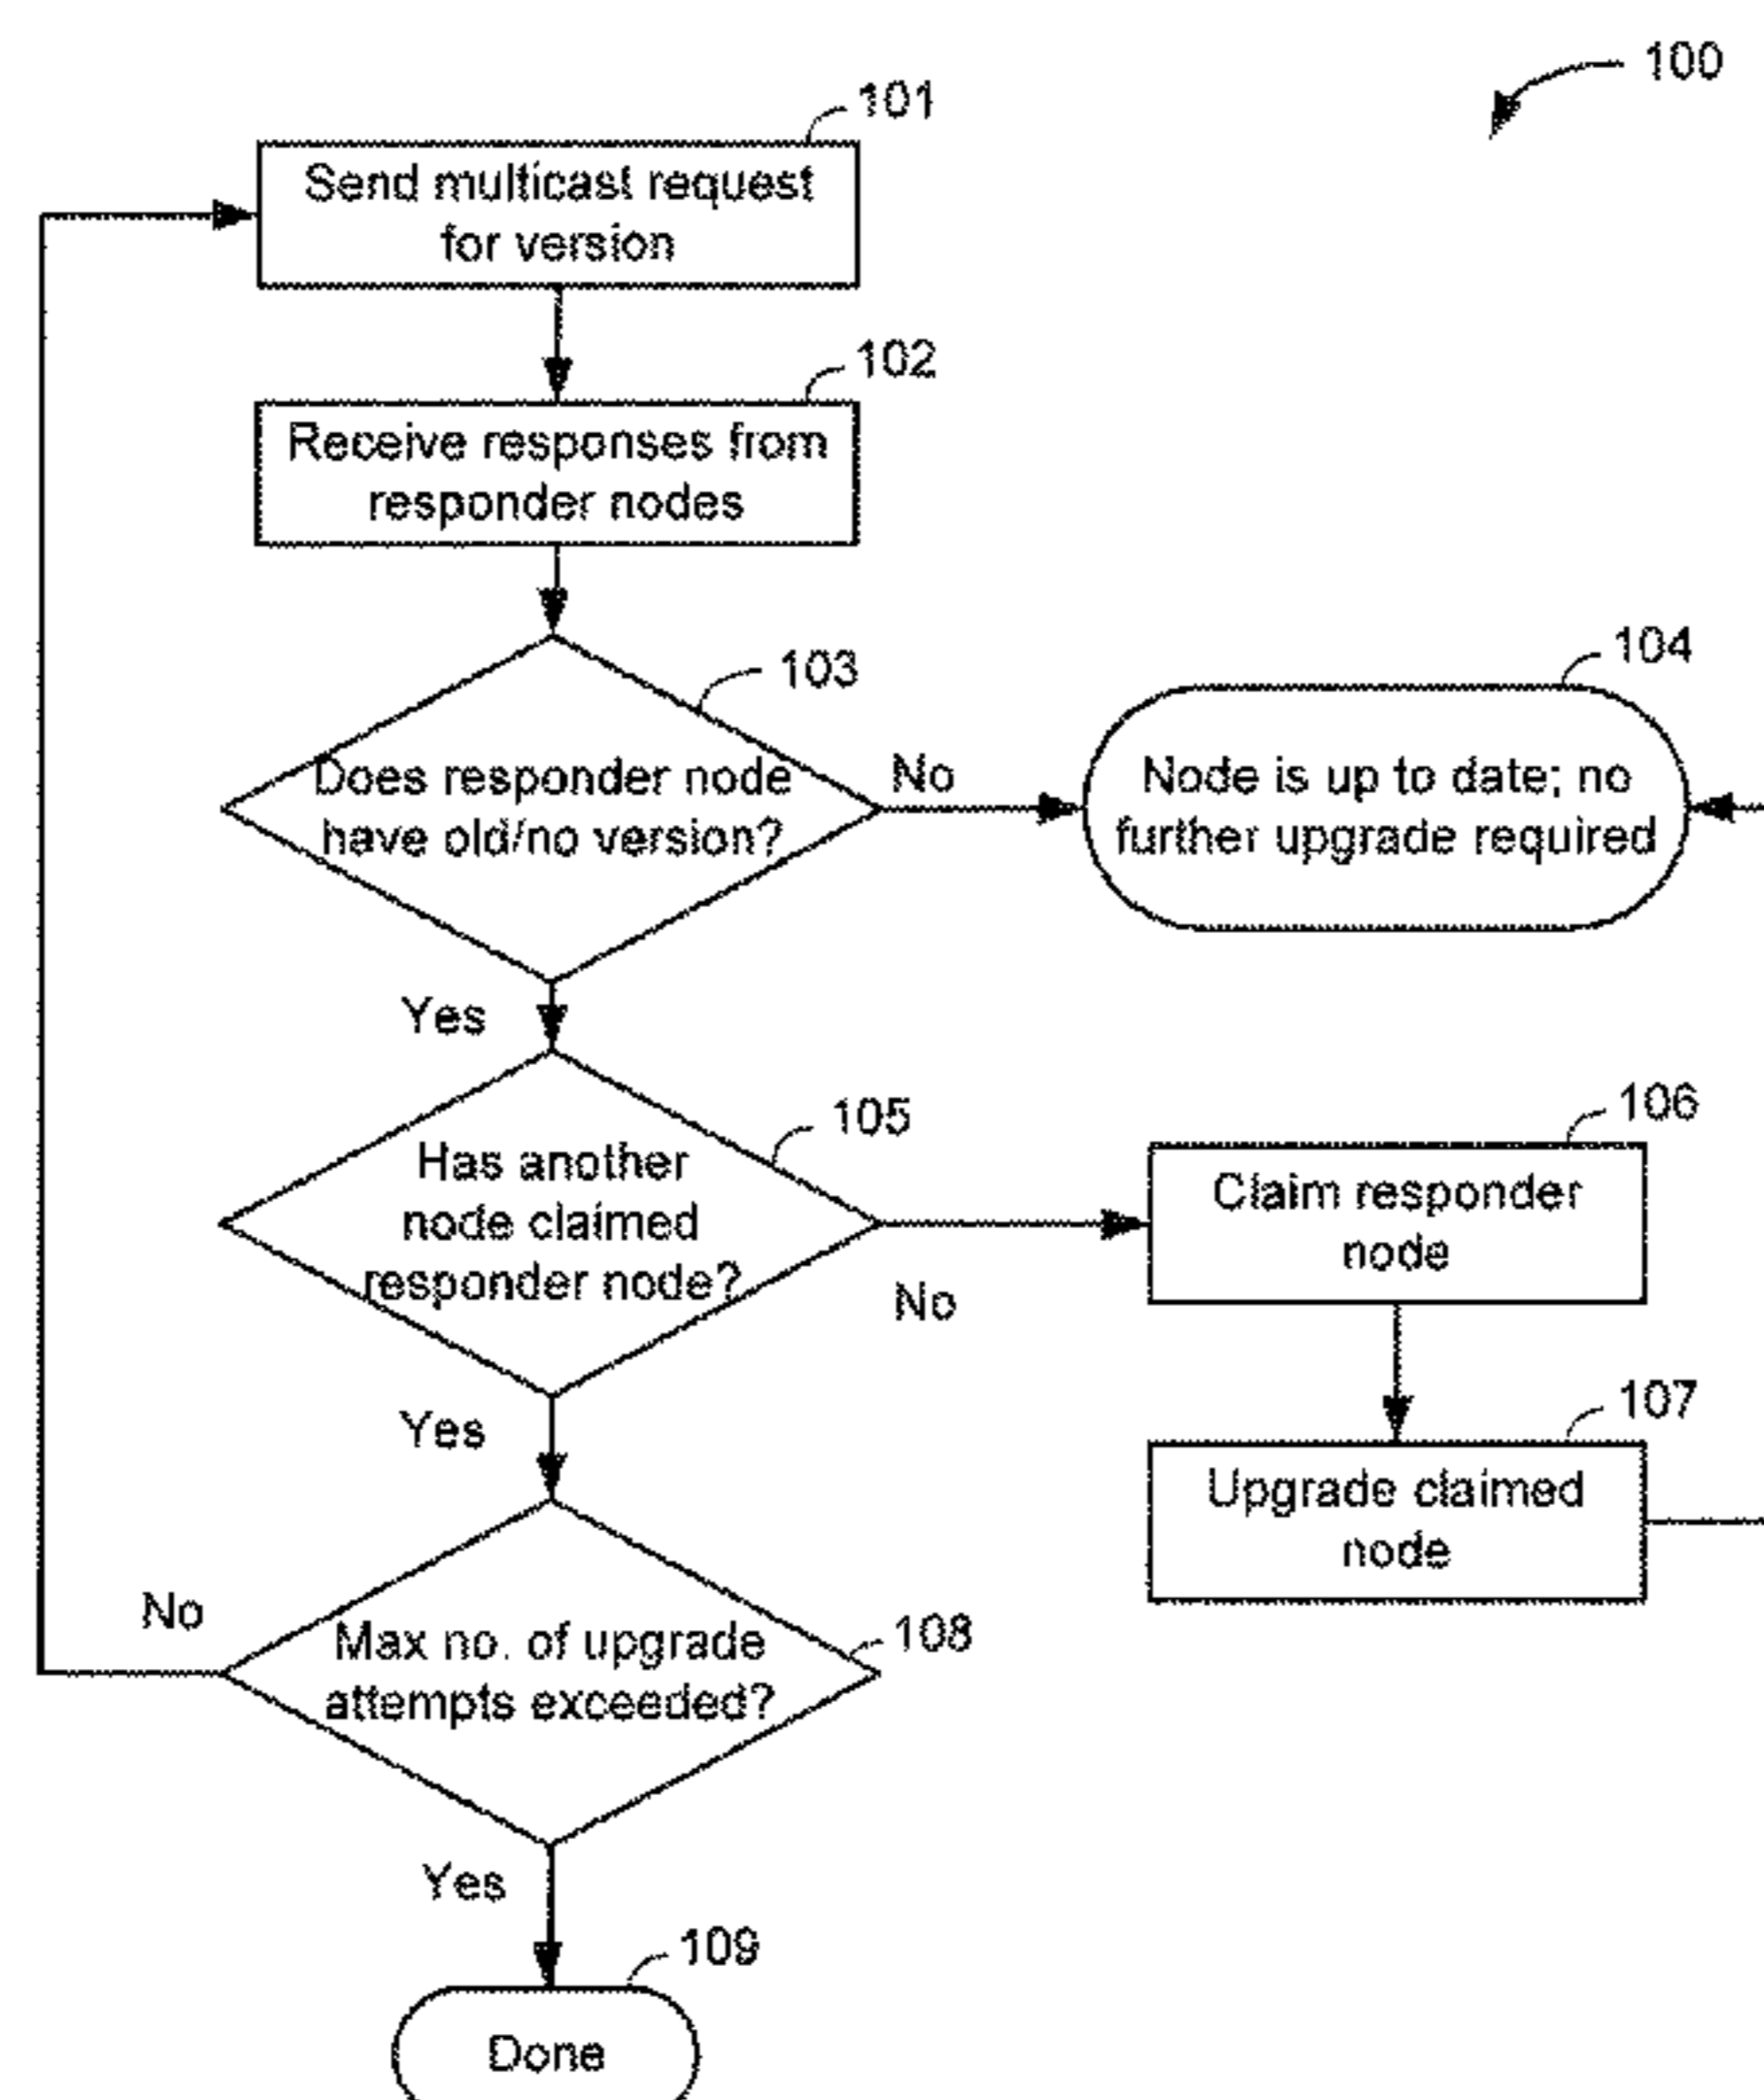 100
101
Send multicast request
for version
102
Receive responses from
responder nodes
103
Does responder node
have old/no version?
No
104
Node is up to date; no
further upgrade required
Yes
105
Has another
node claimed
responder node?
No
106
Claim responder
node
107
Upgrade claimed
node
Yes
108
Max no. of upgrade
attempts exceeded?
No
Yes
109
Done